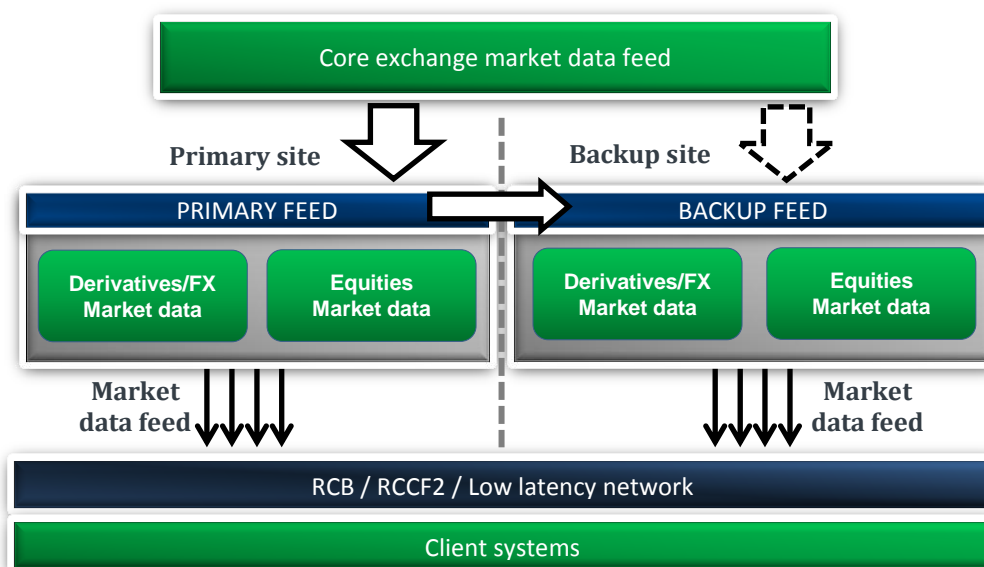 Core exchange market data feed
Primary site
Backup site
PRIMARY FEED
BACKUP FEED
Derivatives/FX
Market data
Equities
Market data
Derivatives/FX
Market data
Equities
Market data
Market
data feed
Market
data feed
RCB / RCCF2 / Low latency network
Client systems